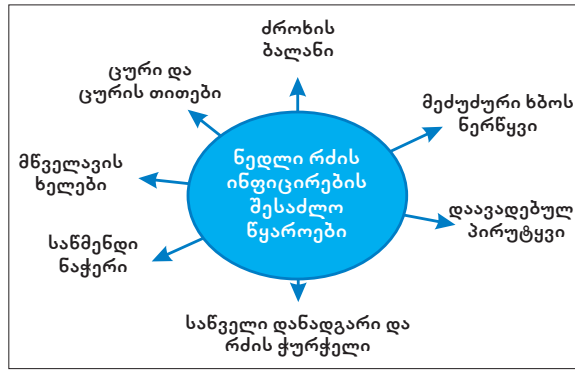 ძროხის
ბალანი
ცური და
ცურის თითები
მეძუძური ხბოს
ნერწყვი
მწველავის
ხელები
ნედლი რძის
ინფიცირების
შესაძლო
წყაროები
დაავადებული
პირუტყვი
საწმენდი
ნაჭერი
საწველი დანადგარი და
რძის ჭურჭელი